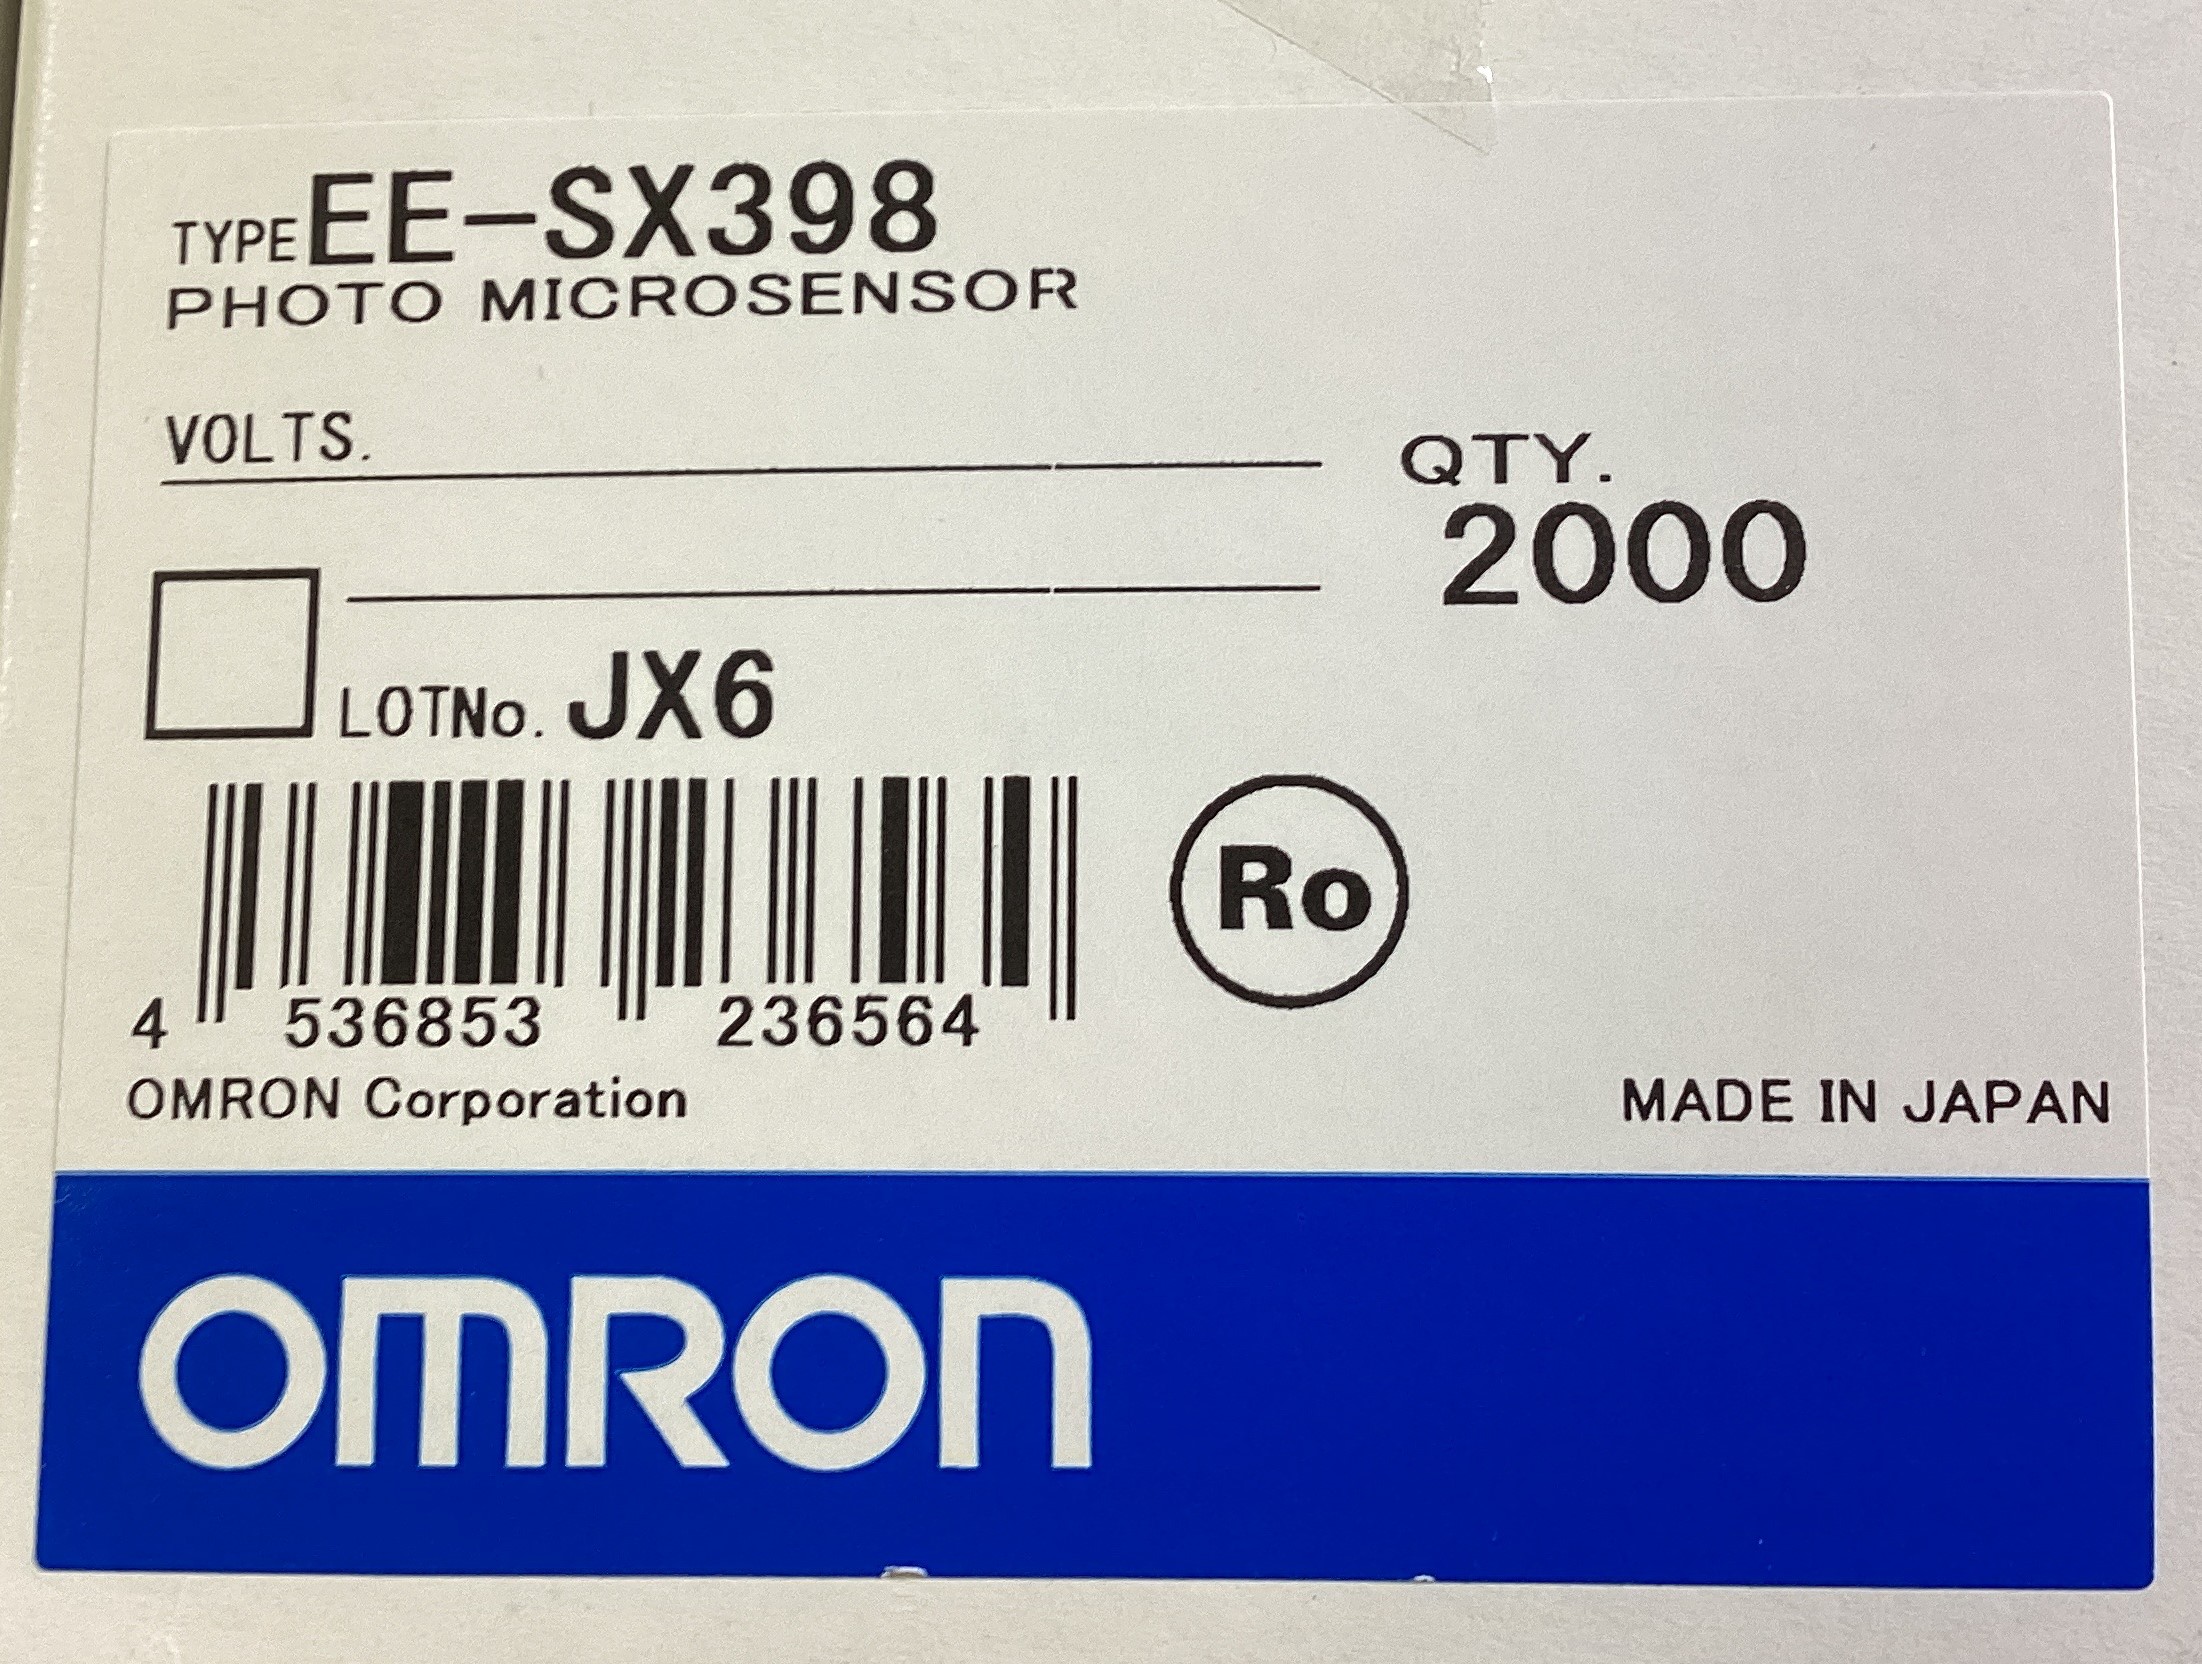 TYPE EE-SX398
PHOTO MICROSENSOR
VOLTS.
QTY.
2000
LOTNo. JX6
Ro
4 536853 236564
OMRON Corporation
MADE IN JAPAN
OMRON